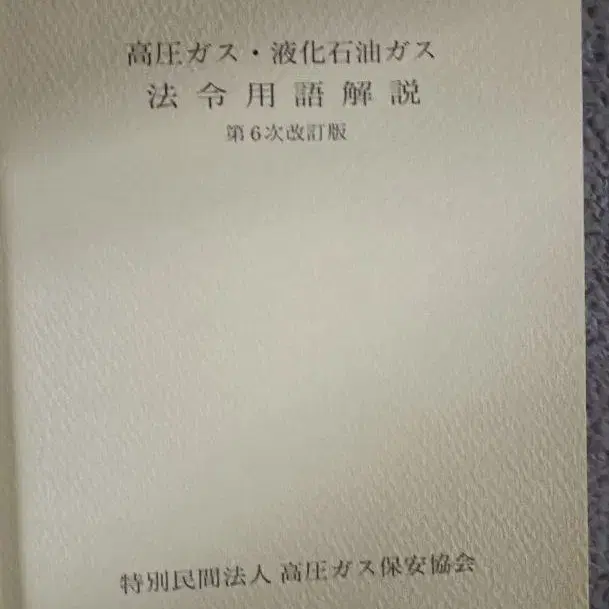 高圧ガス・液化石油ガス
法令用語解説
第6次改訂版
特別民間法人 高圧ガス保安協会